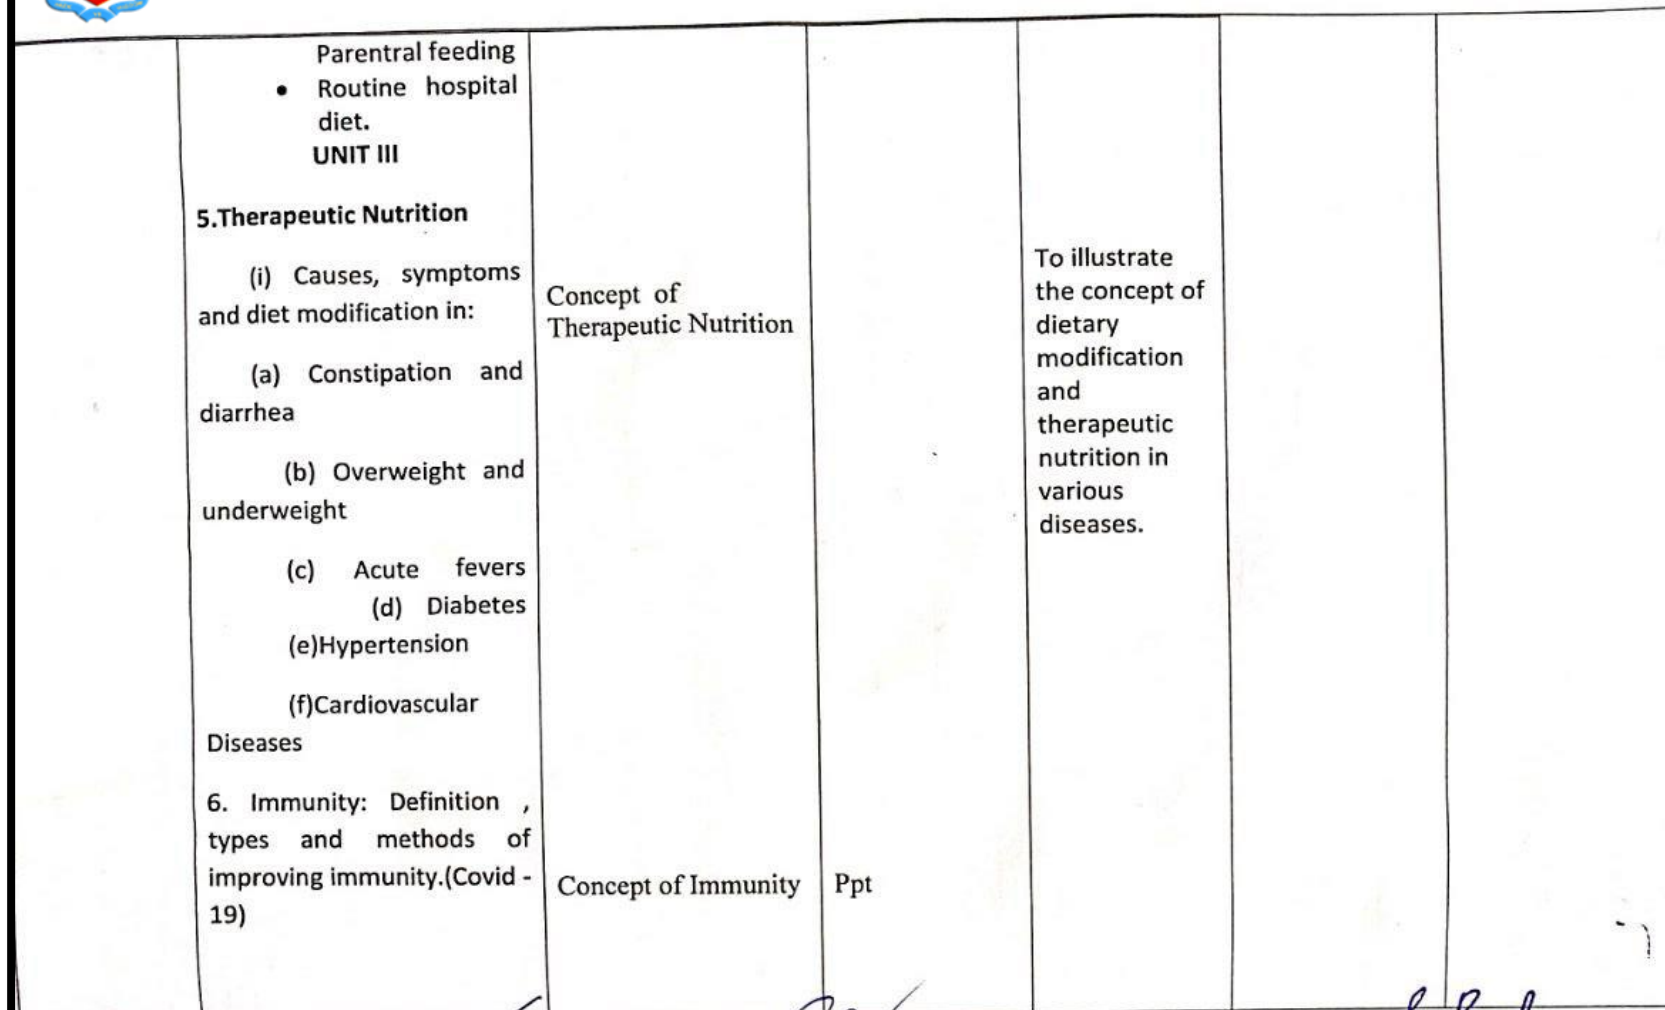 Parentral feeding
• Routine hospital
diet.
UNIT III
5.Therapeutic Nutrition
(i) Causes, symptoms
and diet modification in:
(a) Constipation and
diarrhea
(b) Overweight and
underweight
(c) Acute fevers
(d) Diabetes
(e)Hypertension
(f)Cardiovascular
Diseases
6. Immunity: Definition ,
types and methods of
improving immunity.(Covid -
19)
Concept of
Therapeutic Nutrition
Concept of Immunity
Ppt
To illustrate
the concept of
dietary
modification
and
therapeutic
nutrition in
various
diseases.